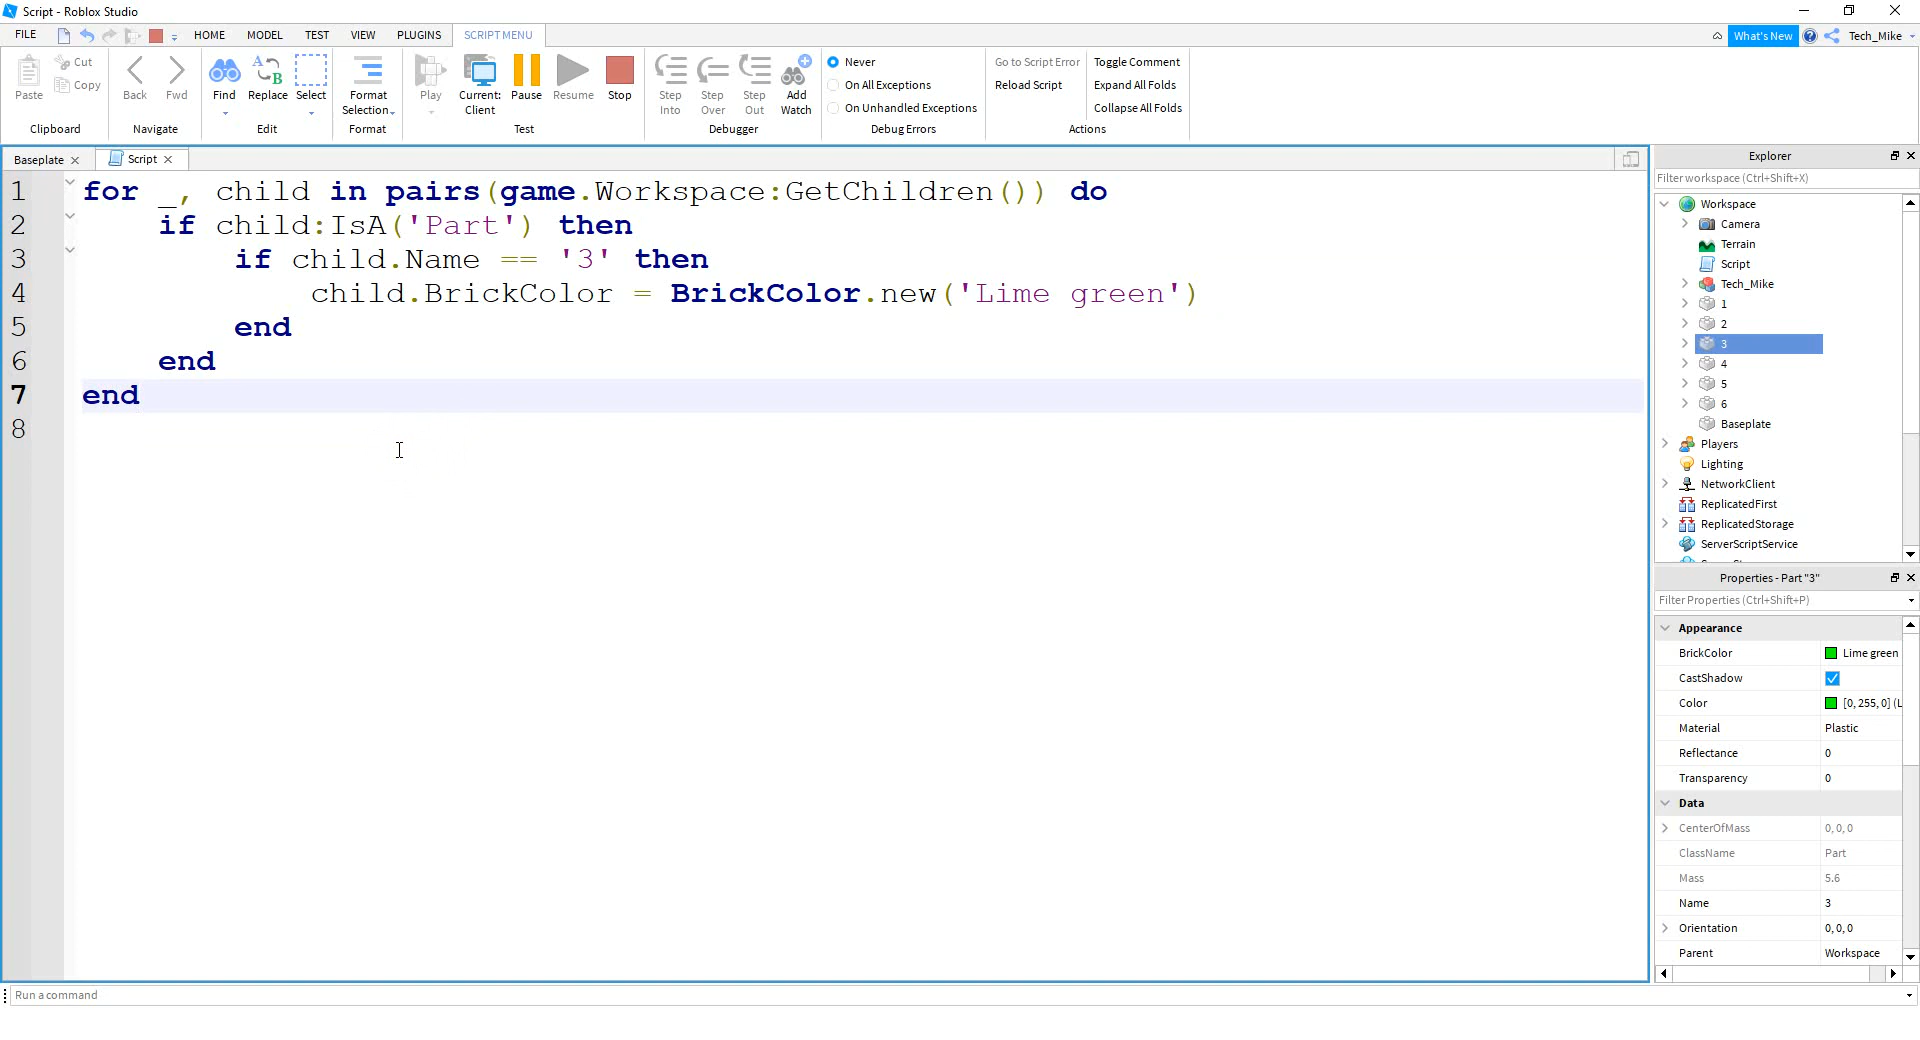 Script - Roblox Studio
FILE HOME MODEL TEST VIEW PLUGINS SCRIPT MENU What's New Tech_Mike
Paste Cut Copy Back Fwd Find Replace Select Format Selection Play Current: Client Pause Resume Stop Step Into Step Over Step Out Add Watch
Never
On All Exceptions
On Unhandled Exceptions
Go to Script Error
Reload Script
Toggle Comment
Expand All Folds
Collapse All Folds
Clipboard Navigate Edit Format Test Debugger Debug Errors Actions
Baseplate Script
1 for _, child in pairs(game.Workspace:GetChildren()) do
2 if child:IsA('Part') then
3 if child.Name == '3' then
4 child.BrickColor = BrickColor.new('Lime green')
5 end
6 end
7 end
8
Explorer
Filter workspace (Ctrl+Shift+X)
Workspace
Camera
Terrain
Script
Tech_Mike
1
2
3
4
5
6
Baseplate
Players
Lighting
NetworkClient
ReplicatedFirst
ReplicatedStorage
ServerScriptService
Properties - Part "3"
Filter Properties (Ctrl+Shift+P)
Appearance
BrickColor Lime green
CastShadow
Color [0, 255, 0] (L
Material Plastic
Reflectance 0
Transparency 0
Data
CenterOfMass 0, 0, 0
ClassName Part
Mass 5.6
Name 3
Orientation 0, 0, 0
Parent Workspace
Run a command